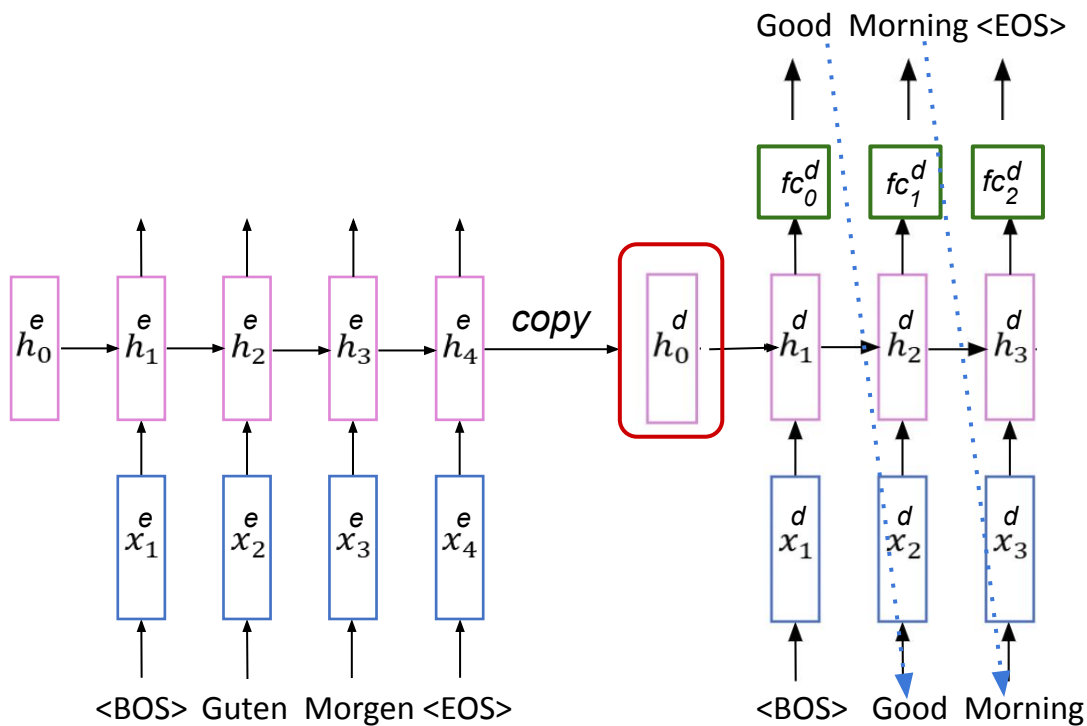 Good Morning <EOS>
fc_0^d fc_1^d fc_2^d
copy
h_0^e h_1^e h_2^e h_3^e h_4^e h_0^d h_1^d h_2^d h_3^d
x_1^e x_2^e x_3^e x_4^e x_1^d x_2^d x_3^d
<BOS> Guten Morgen <EOS> <BOS> Good Morning